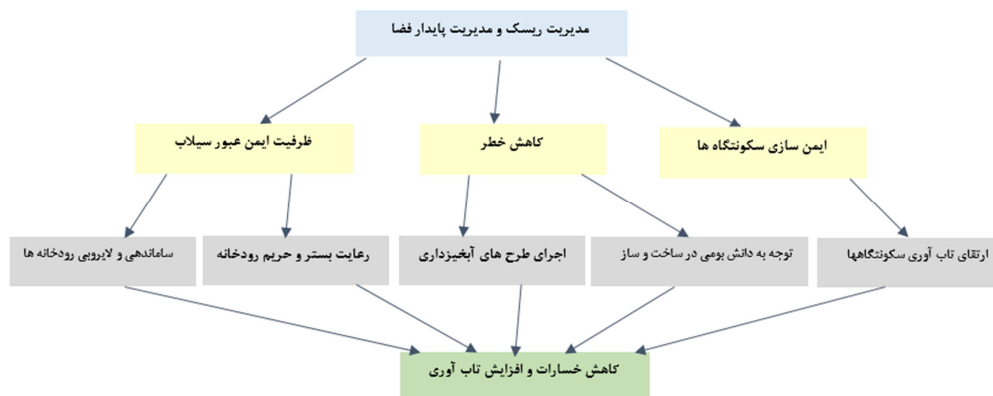 مدیریت ریسک و مدیریت پایدار فضا
ایمن سازی سکونتگاه ها
کاهش خطر
ظرفیت ایمن عبور سیلاب
ارتقای تاب آوری سکونتگاهها
توجه به دانش بومی در ساخت و ساز
اجرای طرح های آبخیزداری
رعایت بستر و حریم رودخانه
ساماندهی و لایروبی رودخانه ها
کاهش خسارات و افزایش تاب آوری